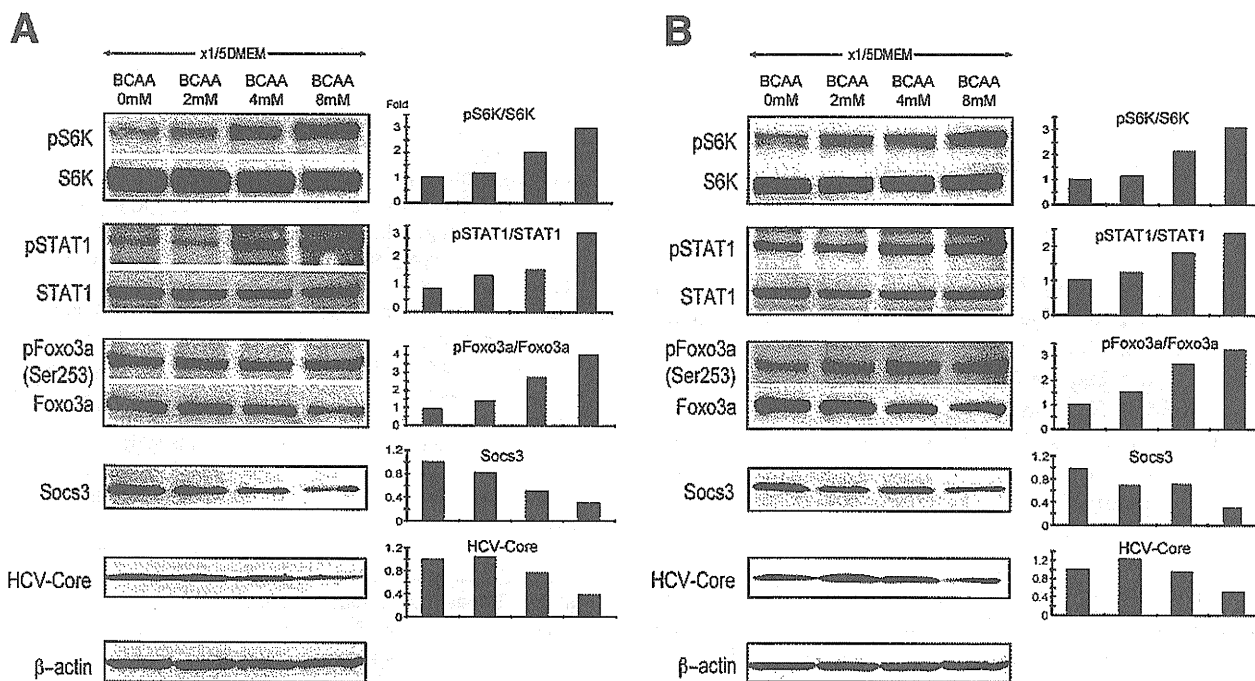 A
x1/5DMEM
BCAA 0mM
BCAA 2mM
BCAA 4mM
BCAA 8mM
pS6K
S6K
Fold
pS6K/S6K
3
2
1
0
pSTAT1
STAT1
pSTAT1/STAT1
3
2
1
0
pFoxo3a
(Ser253)
Foxo3a
pFoxo3a/Foxo3a
4
3
2
1
0
Socs3
Socs3
1.2
0.8
0.4
0
HCV-Core
HCV-Core
1.2
0.8
0.4
0
β-actin
B
x1/5DMEM
BCAA 0mM
BCAA 2mM
BCAA 4mM
BCAA 8mM
pS6K
S6K
pS6K/S6K
3
2
1
0
pSTAT1
STAT1
pSTAT1/STAT1
2
1
0
pFoxo3a
(Ser253)
Foxo3a
pFoxo3a/Foxo3a
3
2
1
0
Socs3
Socs3
1.2
0.8
0.4
0
HCV-Core
HCV-Core
1.2
0.8
0.4
0
β-actin